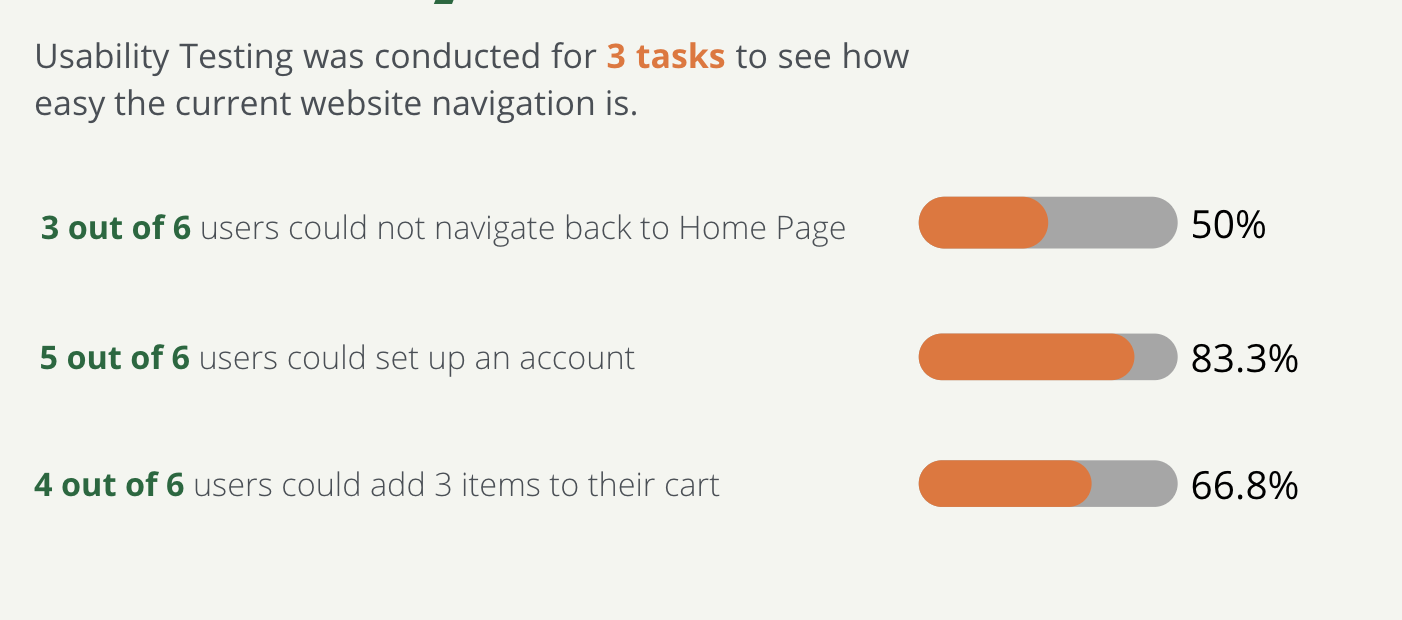 Usability Testing was conducted for 3 tasks to see how
easy the current website navigation is.
3 out of 6 users could not navigate back to Home Page 50%
5 out of 6 users could set up an account 83.3%
4 out of 6 users could add 3 items to their cart 66.8%